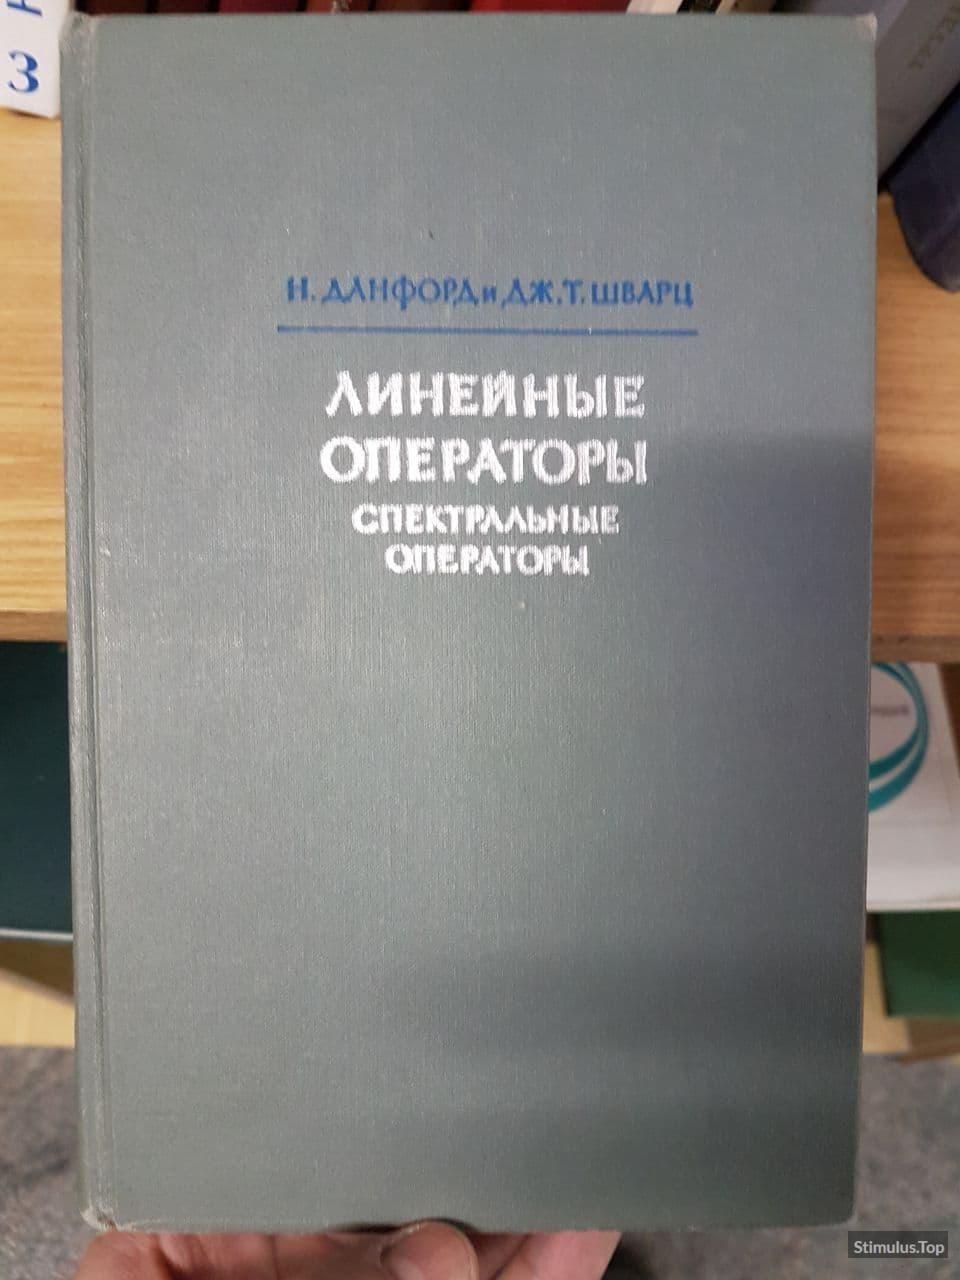 З
Н. ДАНФОРД и ДЖ. Т. ШВАРЦ
ЛИНЕЙНЫЕ
ОПЕРАТОРЫ
СПЕКТРАЛЬНЫЕ
ОПЕРАТОРЫ
Stimulus.Top